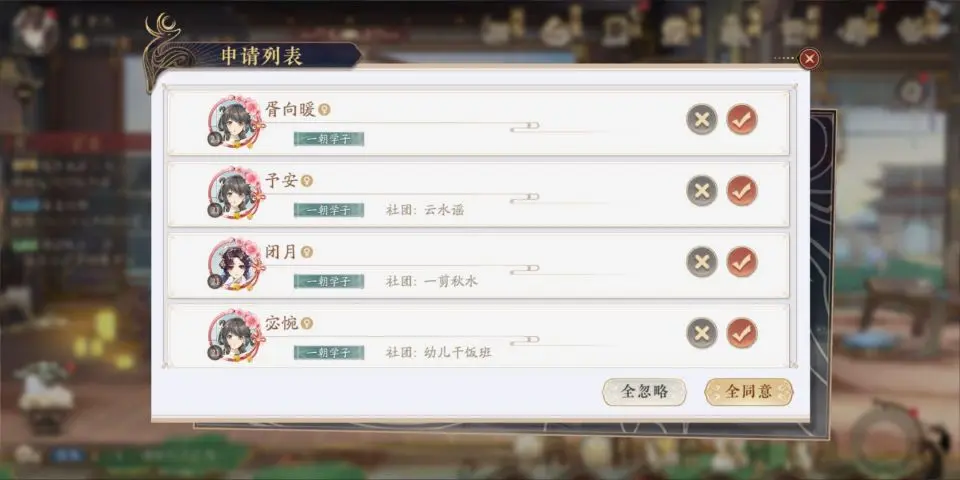 申请列表
胥向暖
一朝学子
予安
一朝学子
社团：云水谣
闭月
一朝学子
社团：一剪秋水
宓惋
一朝学子
社团：幼儿干饭班
全忽略
全同意